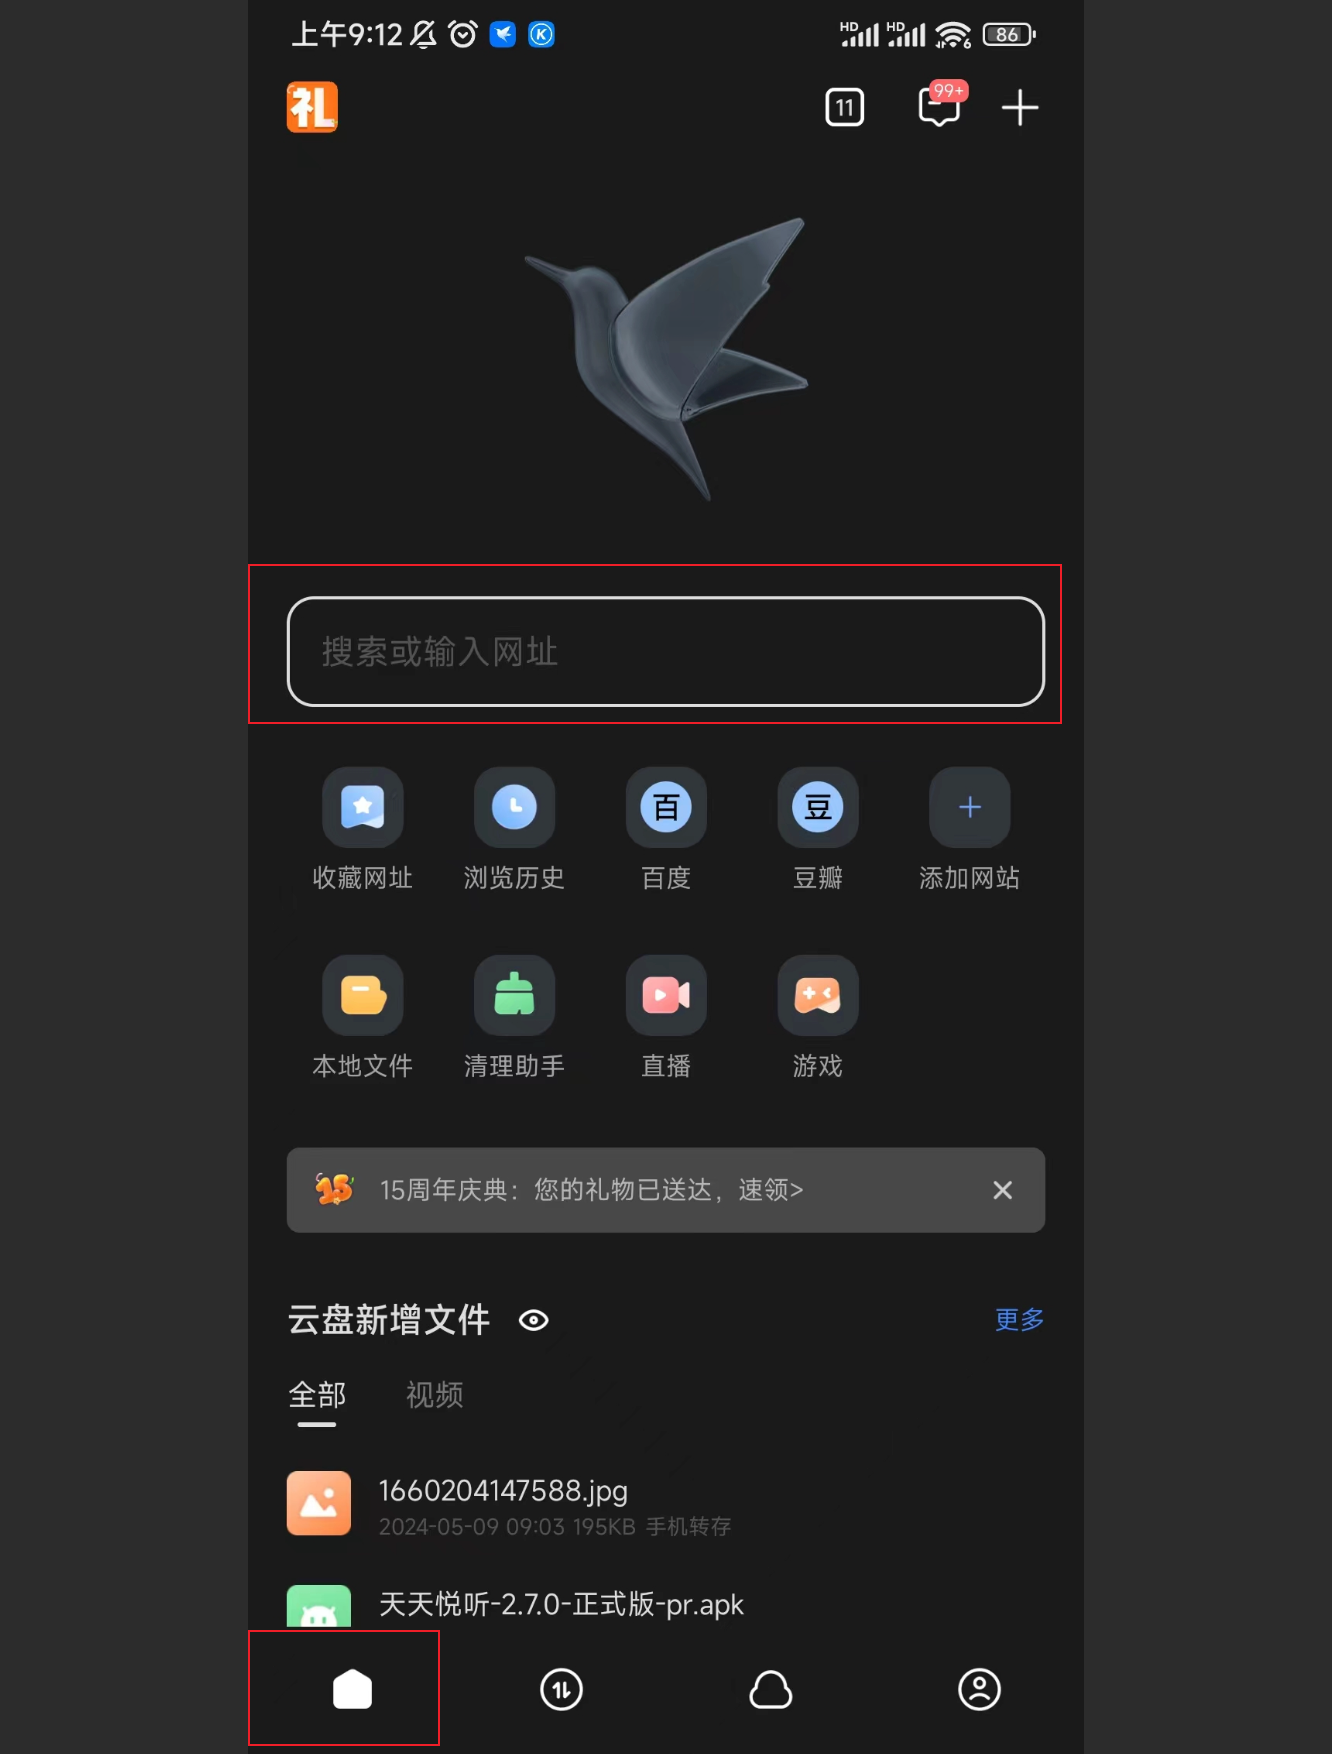 上午9:12
HD HD 6 86
礼
11
99+
搜索或输入网址
百 豆
收藏网址 浏览历史 百度 豆瓣 添加网站
本地文件 清理助手 直播 游戏
15 15周年庆典：您的礼物已送达，速领>
云盘新增文件 更多
全部 视频
1660204147588.jpg
2024-05-09 09:03 195KB 手机转存
天天悦听-2.7.0-正式版-pr.apk